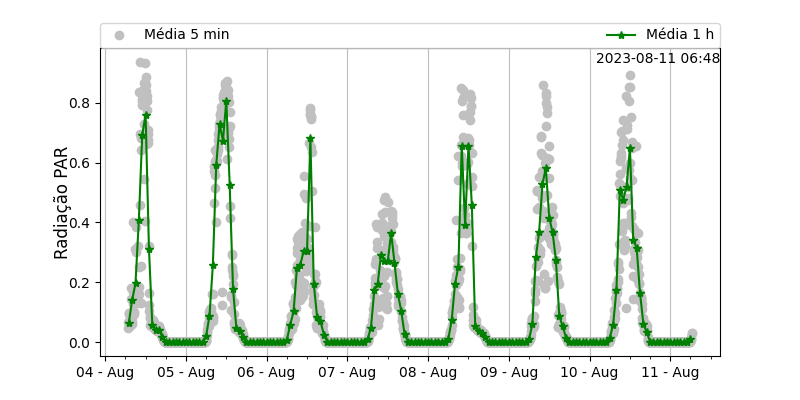 Média 5 min
Média 1 h
2023-08-11 06:48
Radiação PAR
0.8
0.6
0.4
0.2
0.0
04 - Aug
05 - Aug
06 - Aug
07 - Aug
08 - Aug
09 - Aug
10 - Aug
11 - Aug